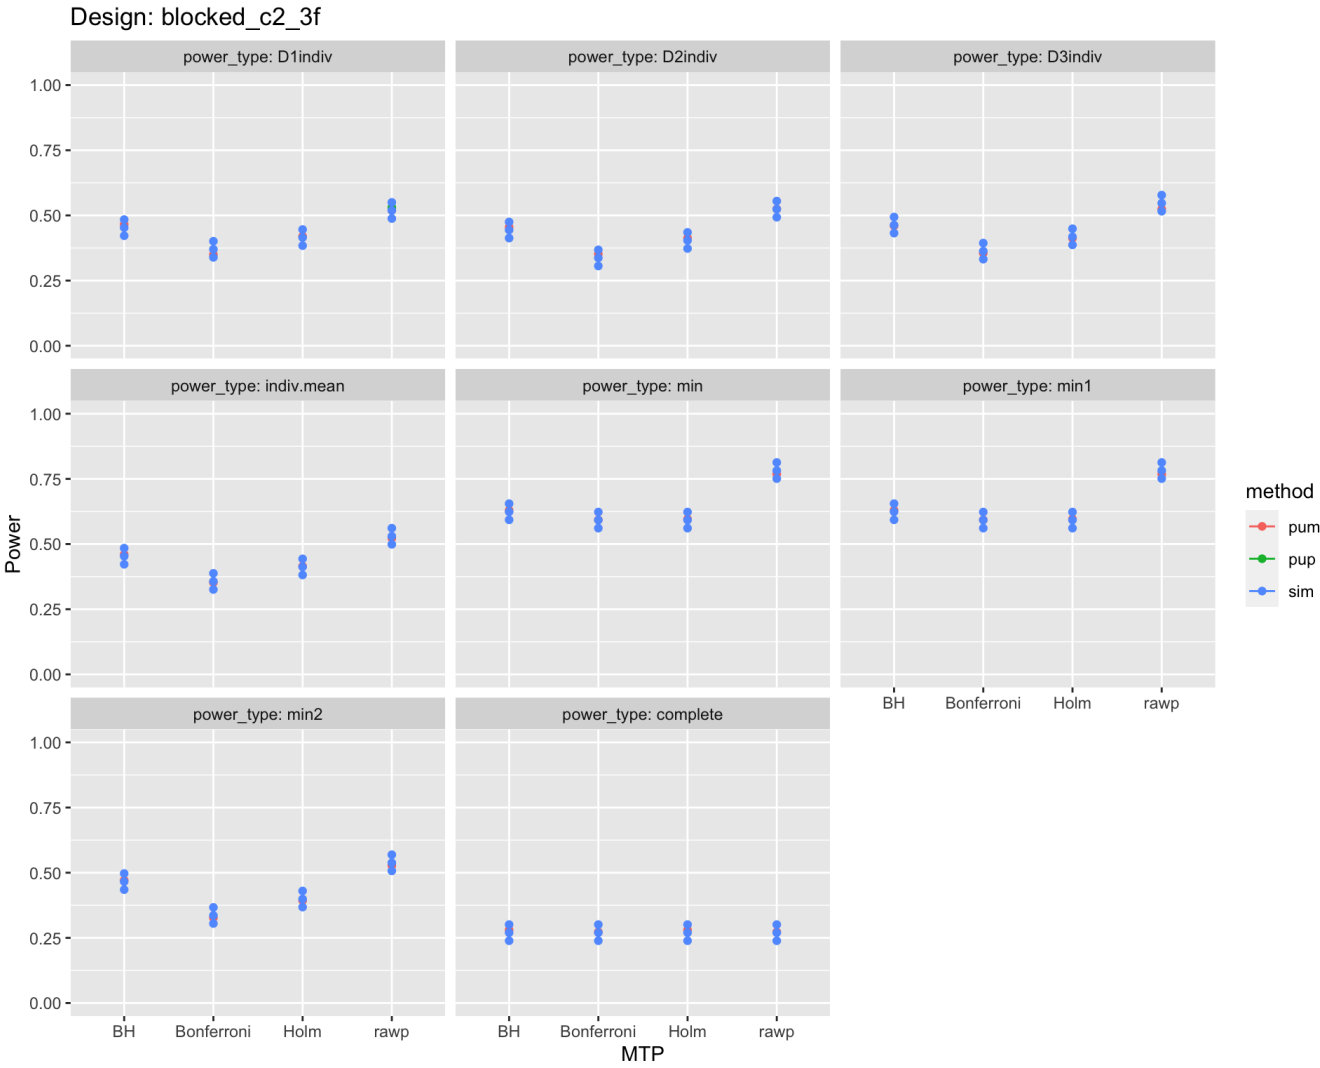 Design: blocked_c2_3f
power_type: D1indiv
power_type: D2indiv
power_type: D3indiv
1.00
0.75
0.50
0.25
0.00
power_type: indiv.mean
power_type: min
power_type: min1
1.00
0.75
0.50
0.25
0.00
BH Bonferroni Holm rawp
power_type: min2
power_type: complete
1.00
0.75
0.50
0.25
0.00
BH Bonferroni Holm rawp
BH Bonferroni Holm rawp
MTP
Power
method
pum
pup
sim